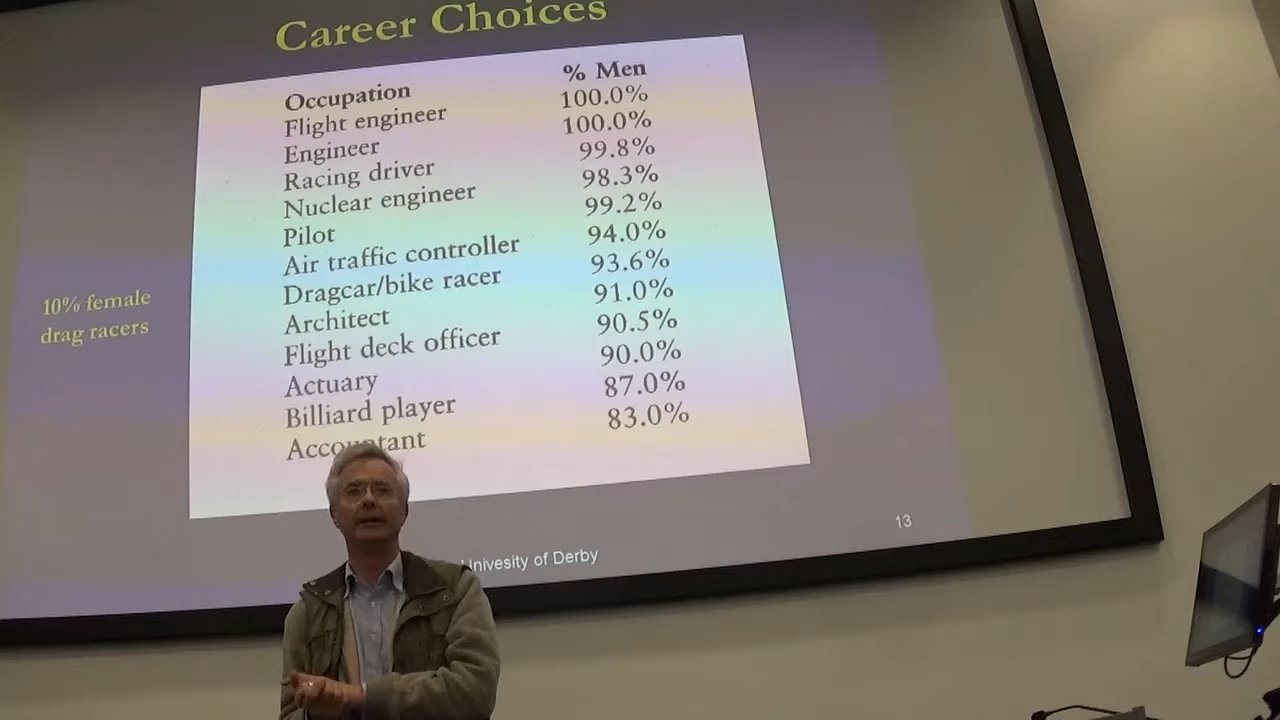 Career Choices
Occupation % Men
Flight engineer 100.0%
Engineer 100.0%
Racing driver 99.8%
Nuclear engineer 98.3%
Pilot 99.2%
Air traffic controller 94.0%
Dragcar/bike racer 93.6%
Architect 91.0%
Flight deck officer 90.5%
Actuary 90.0%
Billiard player 87.0%
Accountant 83.0%
10% female
drag racers
Univesity of Derby
13